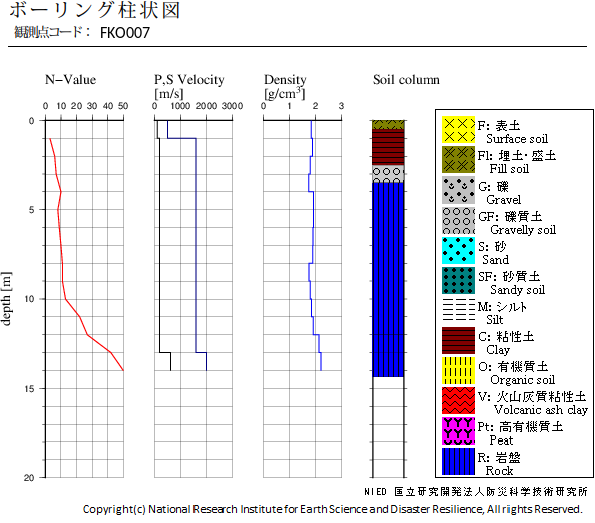 ボーリング柱状図
観測点コード： FKO007
N-Value
P,S Velocity
[m/s]
Density
[g/cm³]
Soil column
0 10 20 30 40 50
0 1000 2000 3000
0 1 2 3
0
5
10
15
20
depth [m]
F: 表土
Surface soil
Fl: 埋土・盛土
Fill soil
G: 礫
Gravel
GF: 礫質土
Gravelly soil
S: 砂
Sand
SF: 砂質土
Sandy soil
M: シルト
Silt
C: 粘性土
Clay
O: 有機質土
Organic soil
V: 火山灰質粘性土
Volcanic ash clay
Pt: 高有機質土
Peat
R: 岩盤
Rock
NIED 国立研究開発法人防災科学技術研究所
Copyright(c) National Research Institute for Earth Science and Disaster Resilience, All rights Reserved.